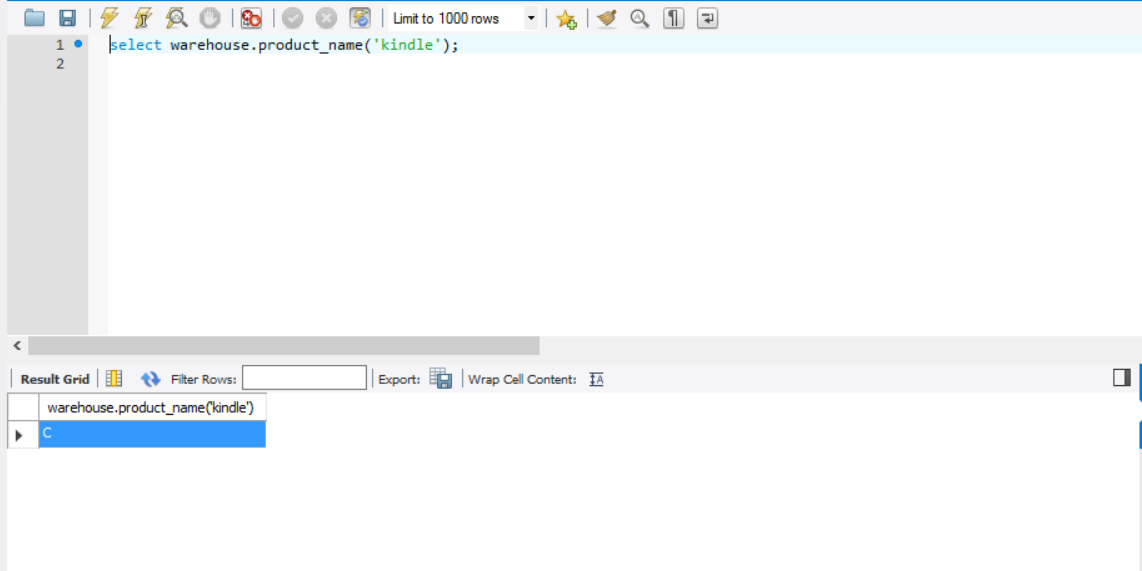 Limit to 1000 rows
1 select warehouse.product_name('kindle');
2
Result Grid Filter Rows: Export: Wrap Cell Content:
warehouse.product_name('kindle')
C